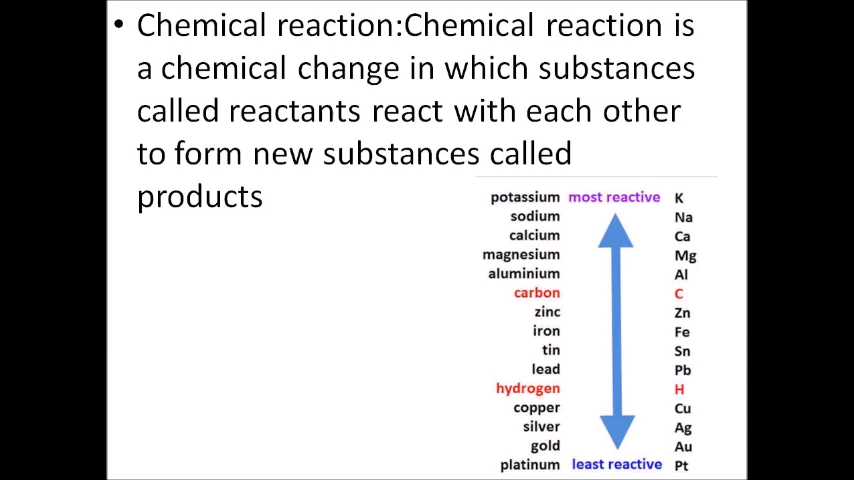 • Chemical reaction:Chemical reaction is
a chemical change in which substances
called reactants react with each other
to form new substances called
products
potassium most reactive K
sodium Na
calcium Ca
magnesium Mg
aluminium Al
carbon C
zinc Zn
iron Fe
tin Sn
lead Pb
hydrogen H
copper Cu
silver Ag
gold Au
platinum least reactive Pt